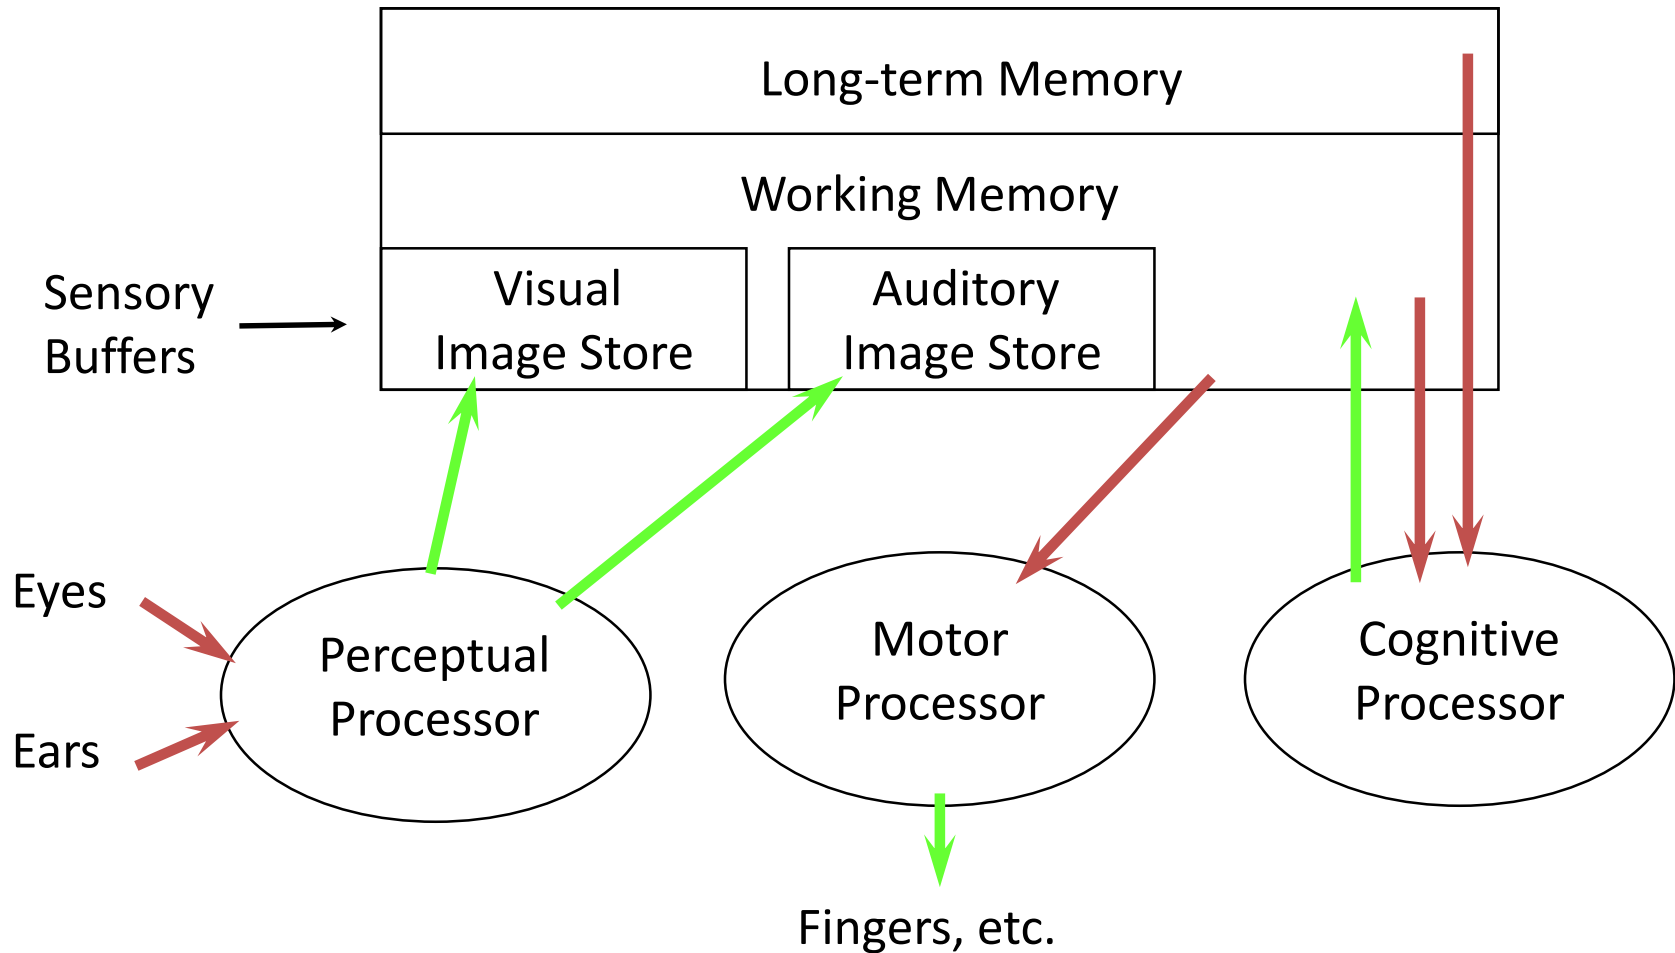 Long-term Memory
Working Memory
Sensory
Buffers
Visual
Image Store
Auditory
Image Store
Eyes
Ears
Perceptual
Processor
Motor
Processor
Cognitive
Processor
Fingers, etc.